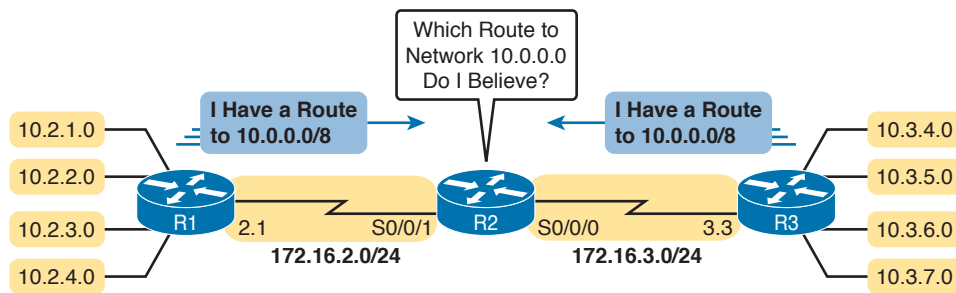 Which Route to
Network 10.0.0.0
Do I Believe?
I Have a Route
to 10.0.0.0/8
I Have a Route
to 10.0.0.0/8
10.2.1.0
10.2.2.0
10.2.3.0
10.2.4.0
R1
2.1
S0/0/1
172.16.2.0/24
R2
S0/0/0
3.3
172.16.3.0/24
R3
10.3.4.0
10.3.5.0
10.3.6.0
10.3.7.0